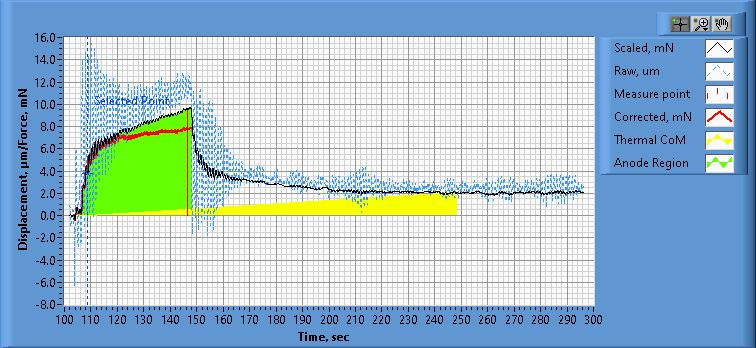 Scaled, mN
Raw, um
Measure point
Corrected, mN
Thermal CoM
Anode Region
Displacement, µm/Force, mN
16.0
14.0
12.0
10.0
8.0
6.0
4.0
2.0
0.0
-2.0
-4.0
-6.0
-8.0
Selected Point
100 110 120 130 140 150 160 170 180 190 200 210 220 230 240 250 260 270 280 290 300
Time, sec